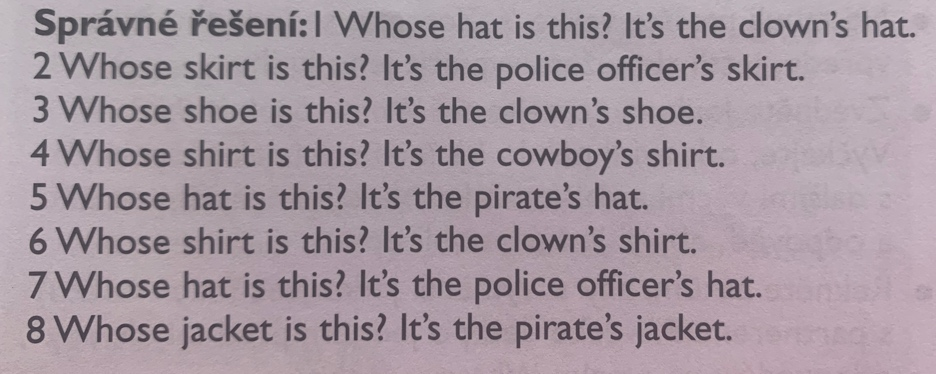 Správné řešení: 1 Whose hat is this? It's the clown's hat.
2 Whose skirt is this? It's the police officer's skirt.
3 Whose shoe is this? It's the clown's shoe.
4 Whose shirt is this? It's the cowboy's shirt.
5 Whose hat is this? It's the pirate's hat.
6 Whose shirt is this? It's the clown's shirt.
7 Whose hat is this? It's the police officer's hat.
8 Whose jacket is this? It's the pirate's jacket.